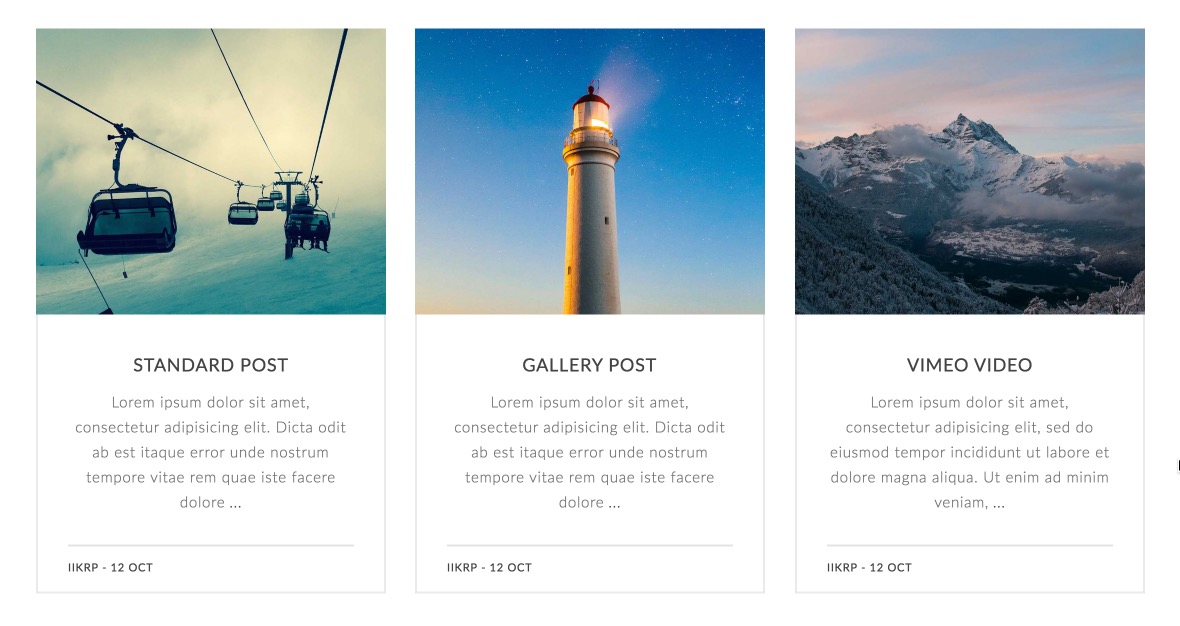 STANDARD POST
Lorem ipsum dolor sit amet,
consectetur adipisicing elit. Dicta odit
ab est itaque error unde nostrum
tempore vitae rem quae iste facere
dolore ...
IIKRP - 12 OCT
GALLERY POST
Lorem ipsum dolor sit amet,
consectetur adipisicing elit. Dicta odit
ab est itaque error unde nostrum
tempore vitae rem quae iste facere
dolore ...
IIKRP - 12 OCT
VIMEO VIDEO
Lorem ipsum dolor sit amet,
consectetur adipisicing elit, sed do
eiusmod tempor incididunt ut labore et
dolore magna aliqua. Ut enim ad minim
veniam, ...
IIKRP - 12 OCT